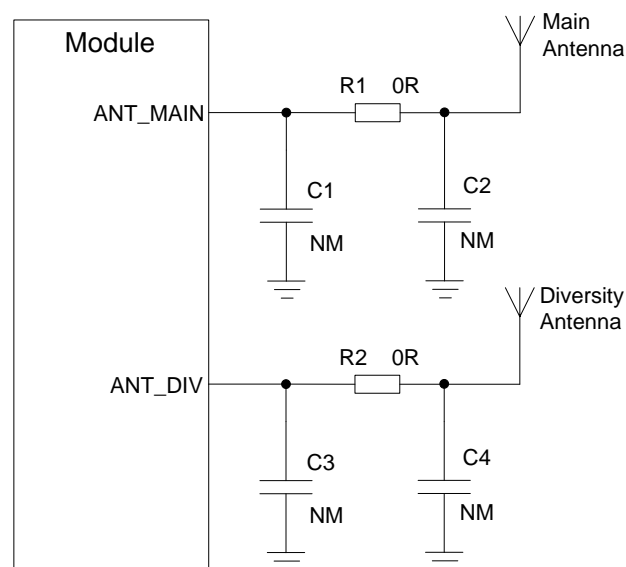 Module
Main
Antenna
R1 0R
ANT_MAIN
C1
C2
NM
NM
Diversity
Antenna
R2 0R
ANT_DIV
C3
C4
NM
NM